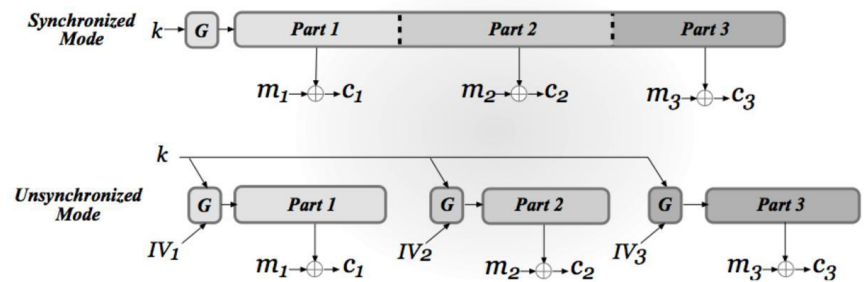 Synchronized Mode
k G Part 1 Part 2 Part 3
m1 c1 m2 c2 m3 c3
k
Unsynchronized Mode
G Part 1 G Part 2 G Part 3
IV1 IV2 IV3
m1 c1 m2 c2 m3 c3